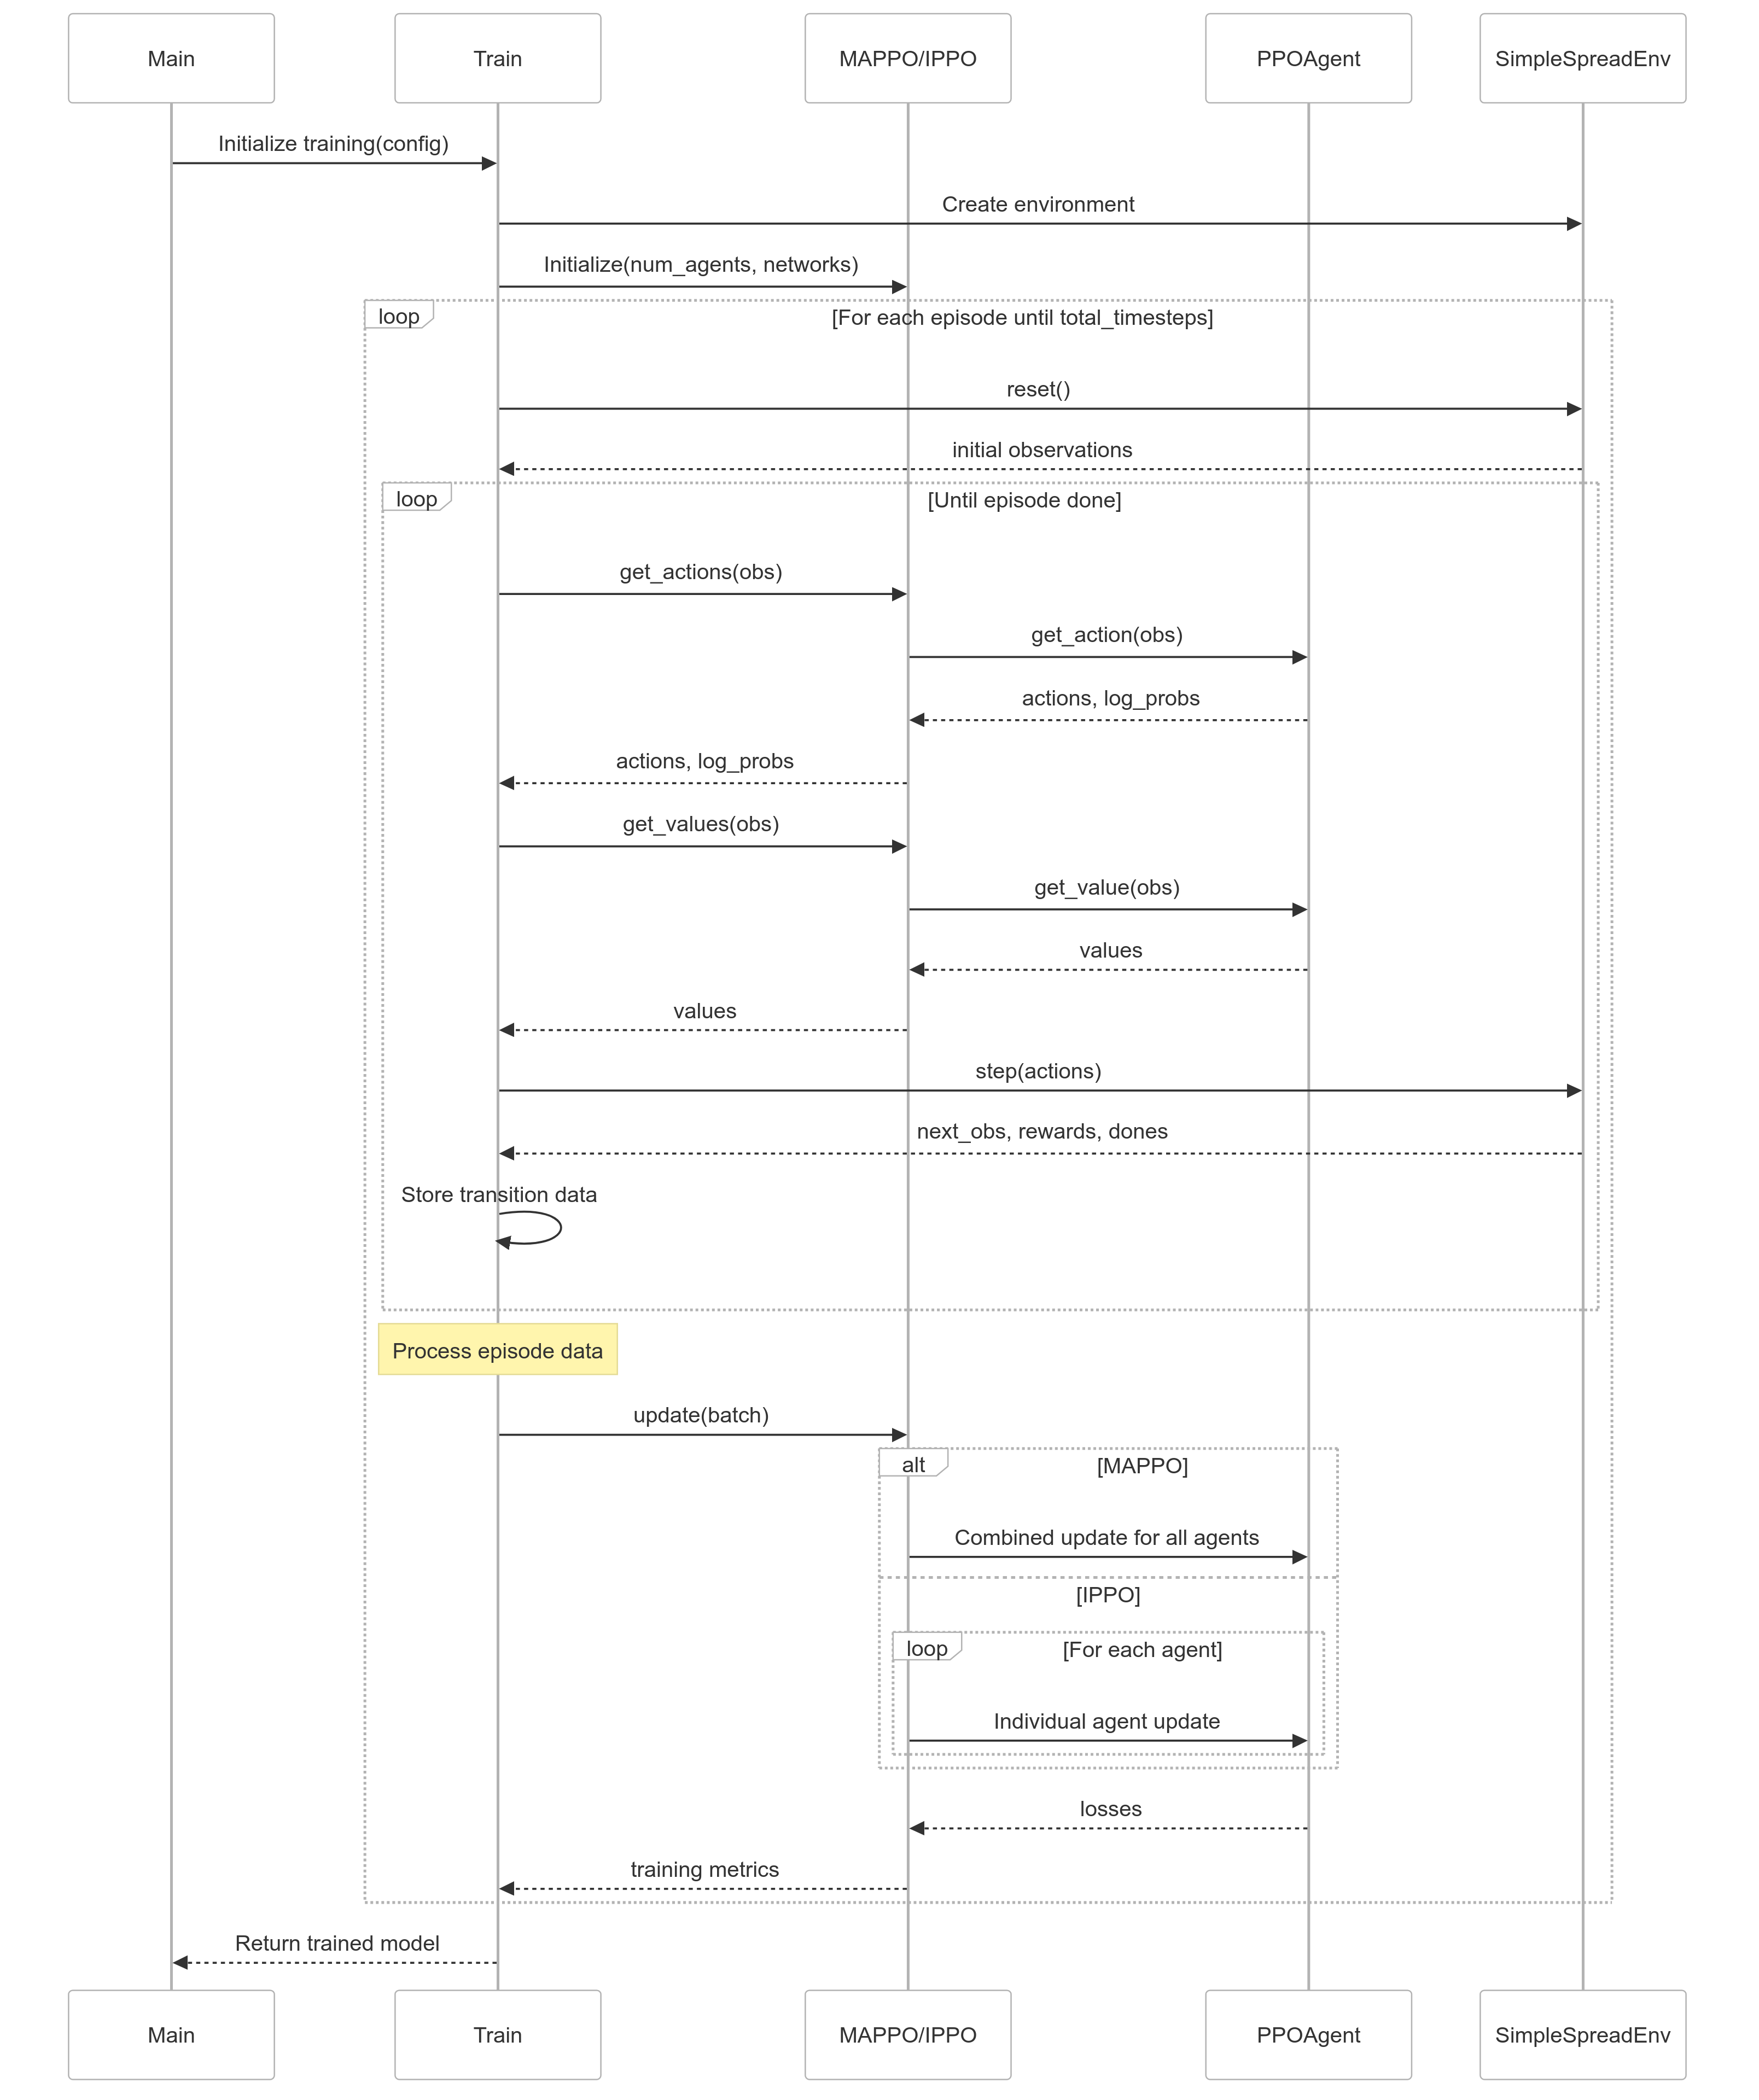 Main
Train
MAPPO/IPPO
PPOAgent
SimpleSpreadEnv
Initialize training(config)
Create environment
Initialize(num_agents, networks)
loop
[For each episode until total_timesteps]
reset()
initial observations
loop
[Until episode done]
get_actions(obs)
get_action(obs)
actions, log_probs
actions, log_probs
get_values(obs)
get_value(obs)
values
values
step(actions)
next_obs, rewards, dones
Store transition data
Process episode data
update(batch)
alt
[MAPPO]
Combined update for all agents
[IPPO]
loop
[For each agent]
Individual agent update
losses
training metrics
Return trained model
Main
Train
MAPPO/IPPO
PPOAgent
SimpleSpreadEnv